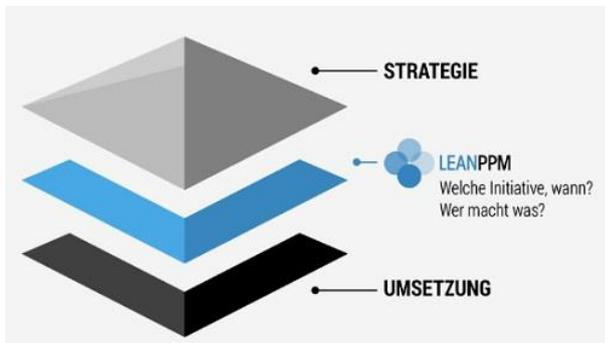 STRATEGIE
LEANPPM
Welche Initiative, wann?
Wer macht was?
UMSETZUNG